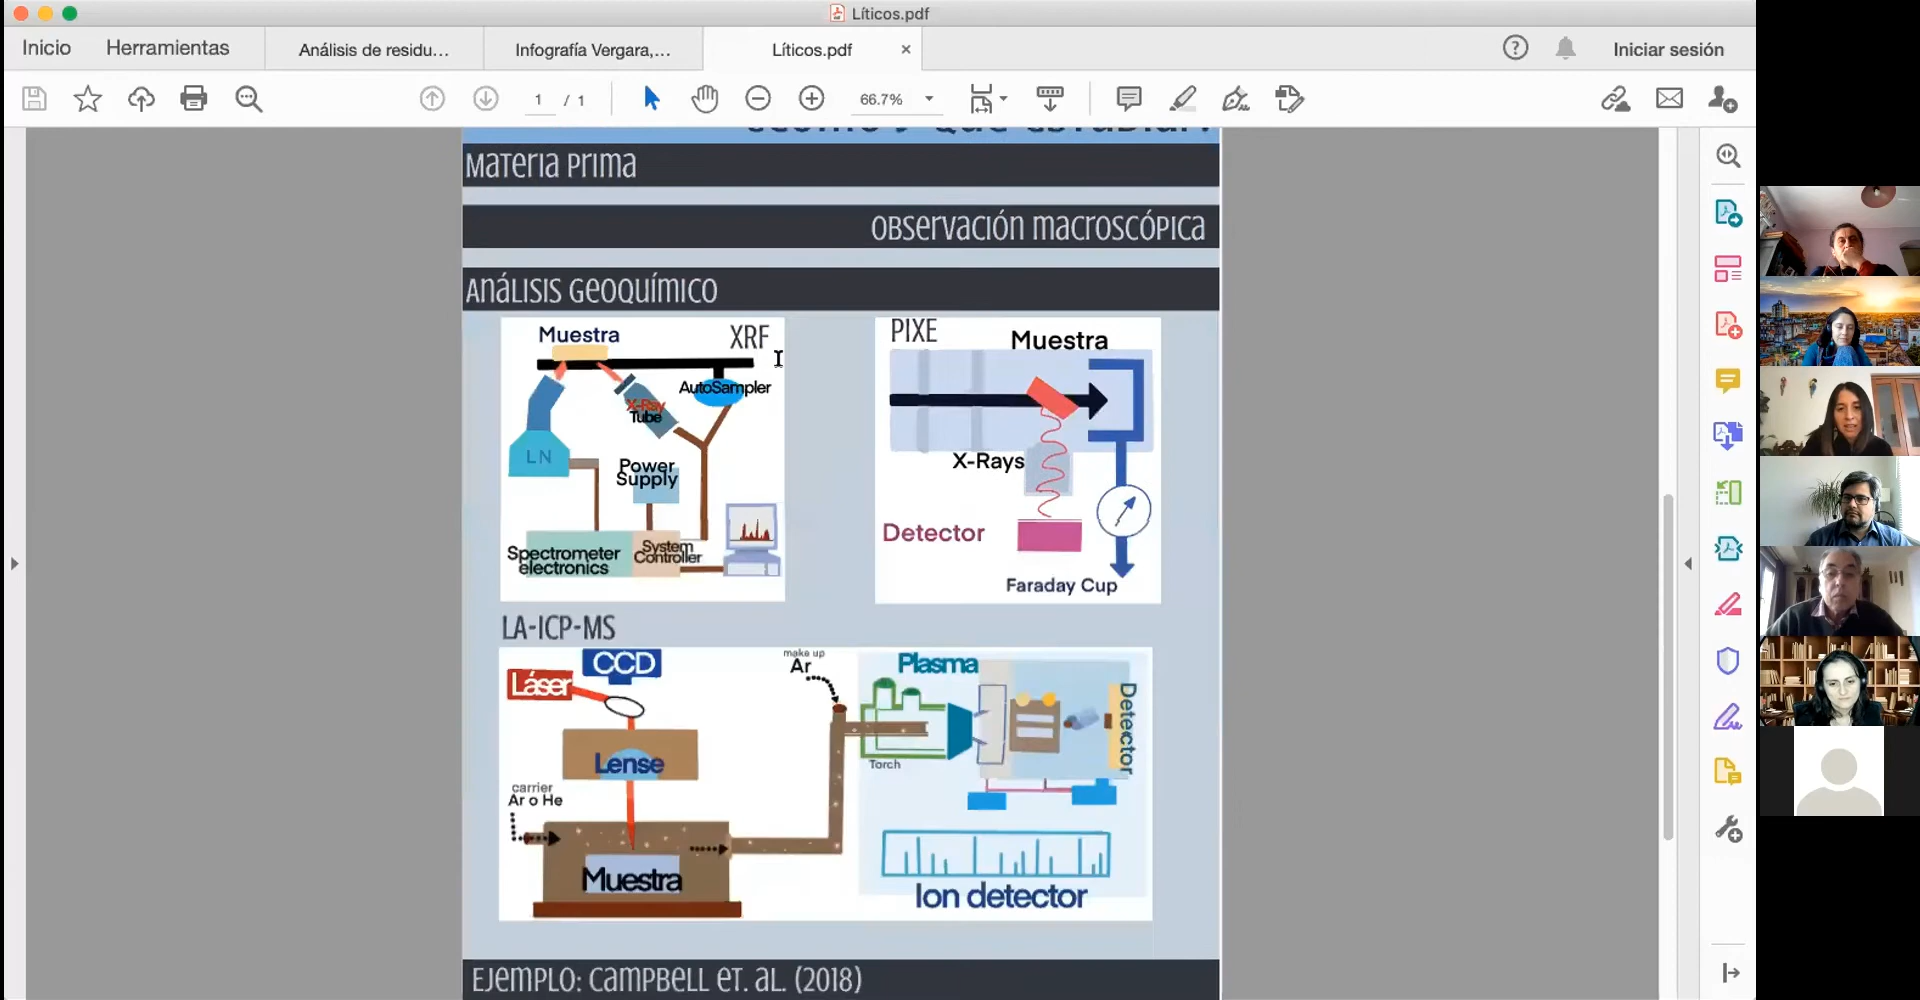 Líticos.pdf
Inicio
Herramientas
Análisis de residu...
Infografía Vergara,...
Líticos.pdf
Iniciar sesión
1 / 1
66.7%
Materia Prima
Observación macroscópica
Análisis Geoquímico
Muestra
XRF
AutoSampler
X-Ray
Tube
LN
Power
Supply
Spectrometer
electronics
System
Controller
PIXE
Muestra
X-Rays
Detector
Faraday Cup
LA-ICP-MS
CCD
Láser
Lense
carrier
Ar o He
Muestra
make up
Ar
Plasma
Torch
Detector
Ion detector
Ejemplo: Campbell et. al. (2018)